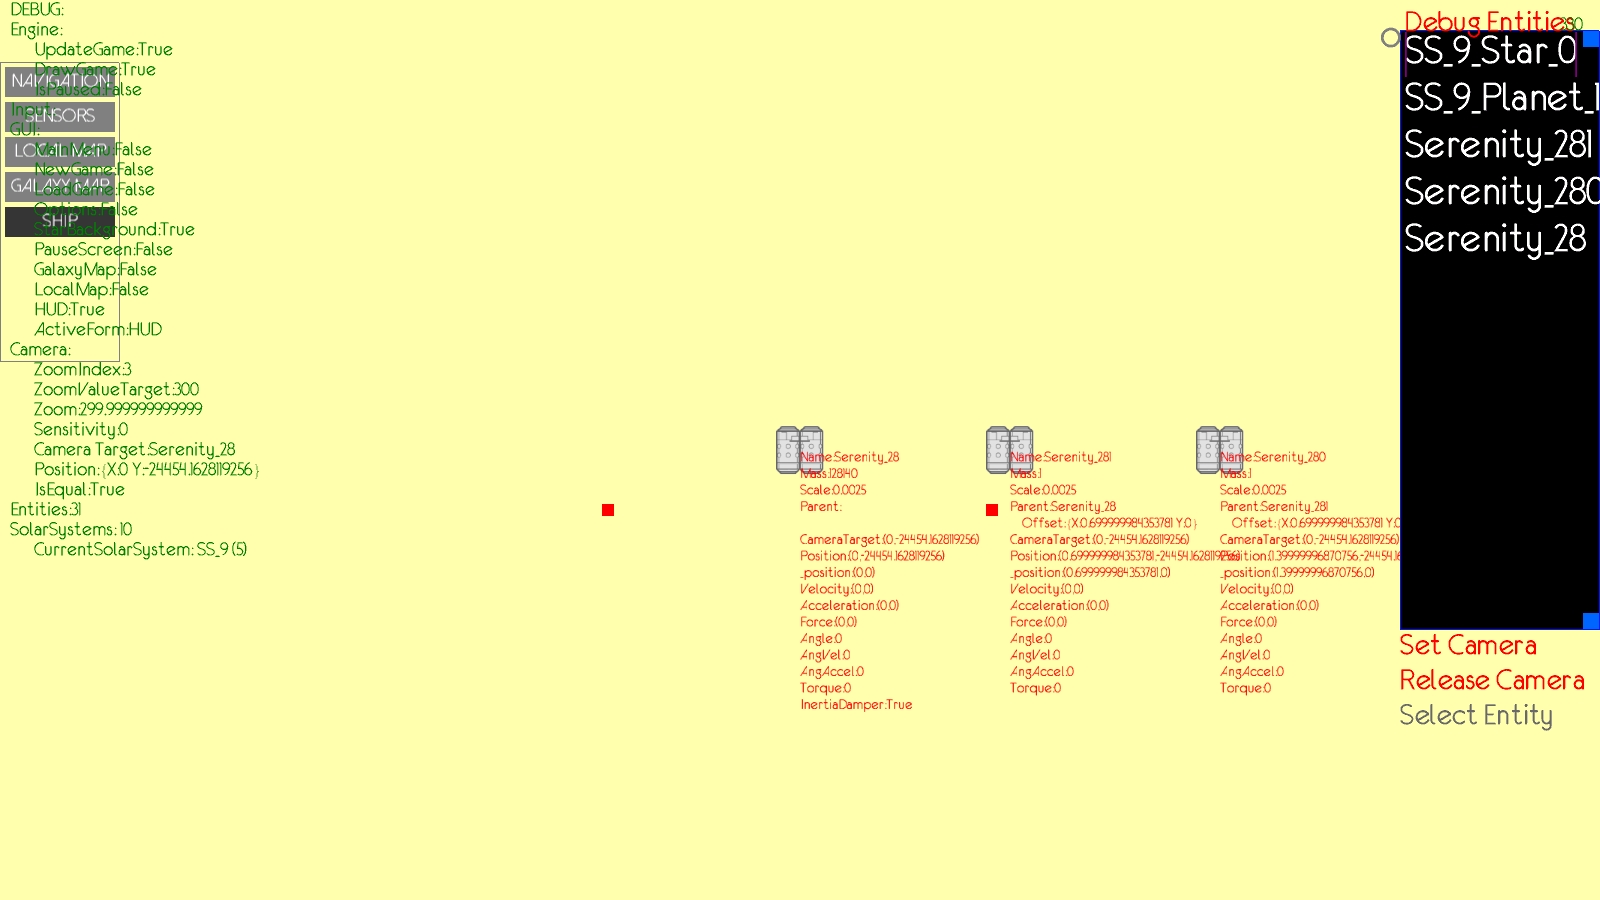 DEBUG:
Engine:
UpdateGame:True
DrawGame:True
IsPaused:False
Input:
GUI:
MainMenu:False
NewGame:False
LoadGame:False
Options:False
StarBackground:True
PauseScreen:False
GalaxyMap:False
LocalMap:False
HUD:True
ActiveForm:HUD
Camera:
ZoomIndex:3
ZoomValueTarget:300
Zoom:299.999999999999
Sensitivity:0
Camera Target:Serenity_28
Position:{X:0 Y:-24454.1628119256}
IsEqual:True
Entities:31
SolarSystems: 10
CurrentSolarSystem: SS_9 (5)
NAVIGATION
SENSORS
LOCAL MAP
GALAXY MAP
SHIP
Name:Serenity_28
Mass:28140
Scale:0.0025
Parent:
CameraTarget:(0,-24454.1628119256)
Position:(0,-24454.1628119256)
_position:(0,0)
Velocity:(0,0)
Acceleration:(0,0)
Force:(0,0)
Angle:0
AngVel:0
AngAccel:0
Torque:0
InertiaDamper:True
Name:Serenity_281
Mass:1
Scale:0.0025
Parent:Serenity_28
Offset:{X:0.699999984353781 Y:0}
CameraTarget:(0,-24454.1628119256)
Position:(0.699999984353781,-24454.1628119256)
_position:(0.699999984353781,0)
Velocity:(0,0)
Acceleration:(0,0)
Force:(0,0)
Angle:0
AngVel:0
AngAccel:0
Torque:0
Name:Serenity_280
Mass:1
Scale:0.0025
Parent:Serenity_281
Offset:{X:0.699999984353781 Y:0
CameraTarget:(0,-24454.1628119256)
Position:(1.39999996870756,-24454.16
_position:(1.39999996870756,0)
Velocity:(0,0)
Acceleration:(0,0)
Force:(0,0)
Angle:0
AngVel:0
AngAccel:0
Torque:0
Debug Entities
SS_9_Star_0
SS_9_Planet_1
Serenity_281
Serenity_280
Serenity_28
Set Camera
Release Camera
Select Entity